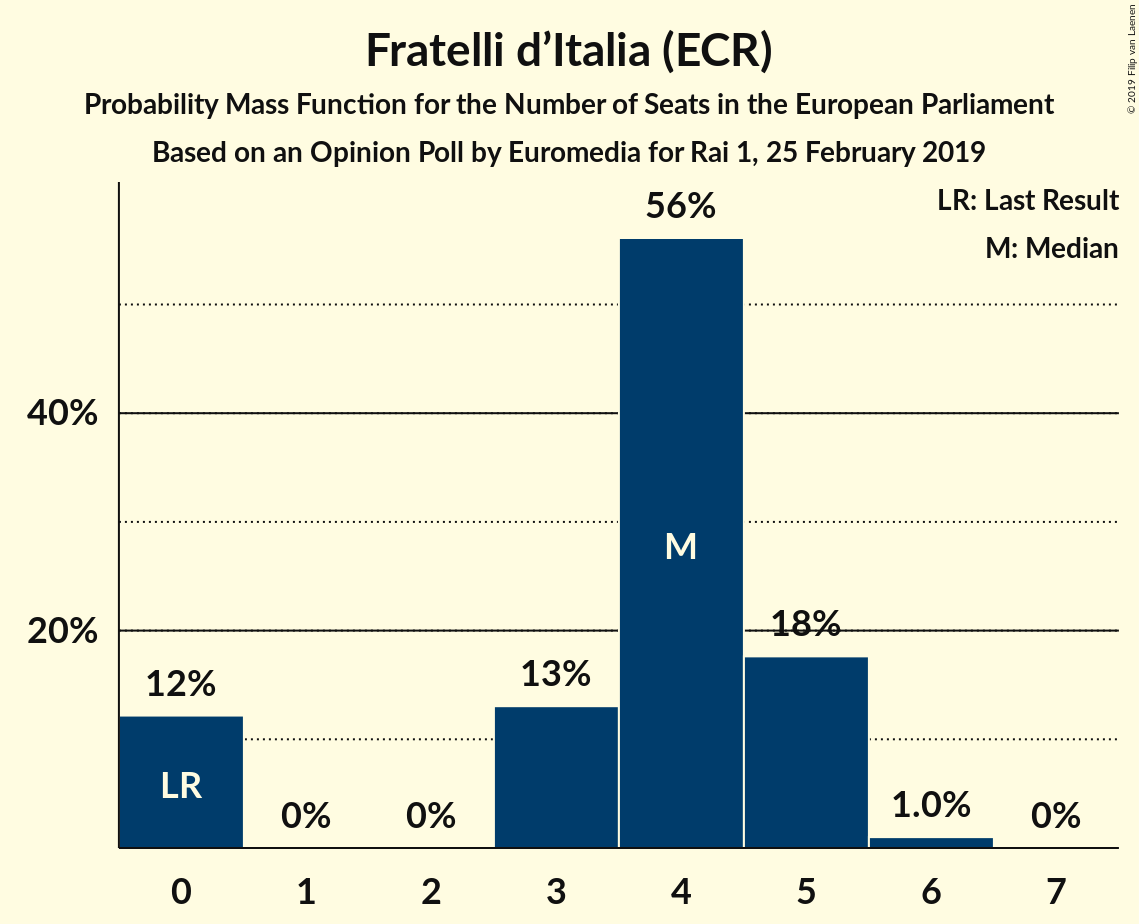 Fratelli d’Italia (ECR)
Probability Mass Function for the Number of Seats in the European Parliament
Based on an Opinion Poll by Euromedia for Rai 1, 25 February 2019
© 2019 Filip van Laenen
LR: Last Result
M: Median
56%
40%
M
20%
18%
12%
13%
LR
0%
0%
1.0%
0%
0 1 2 3 4 5 6 7